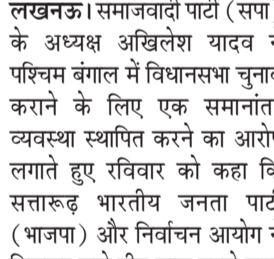 लखनऊ। समाजवादी पार्टी (सपा
के अध्यक्ष अखिलेश यादव
पश्चिम बंगाल में विधानसभा चुनाव
कराने के लिए एक समानांत
व्यवस्था स्थापित करने का आरो
लगाते हुए रविवार को कहा कि
सत्तारूढ़ भारतीय जनता पार्ट
(भाजपा) और निर्वाचन आयोग